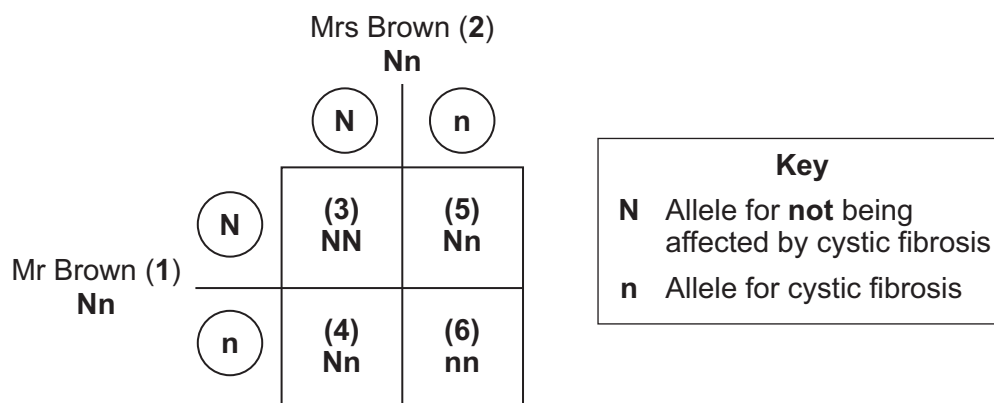 Mrs Brown (2)
Nn
N
n
N
(3)
NN
(5)
Nn
Mr Brown (1)
Nn
n
(4)
Nn
(6)
nn
Key
N Allele for not being
affected by cystic fibrosis
n Allele for cystic fibrosis